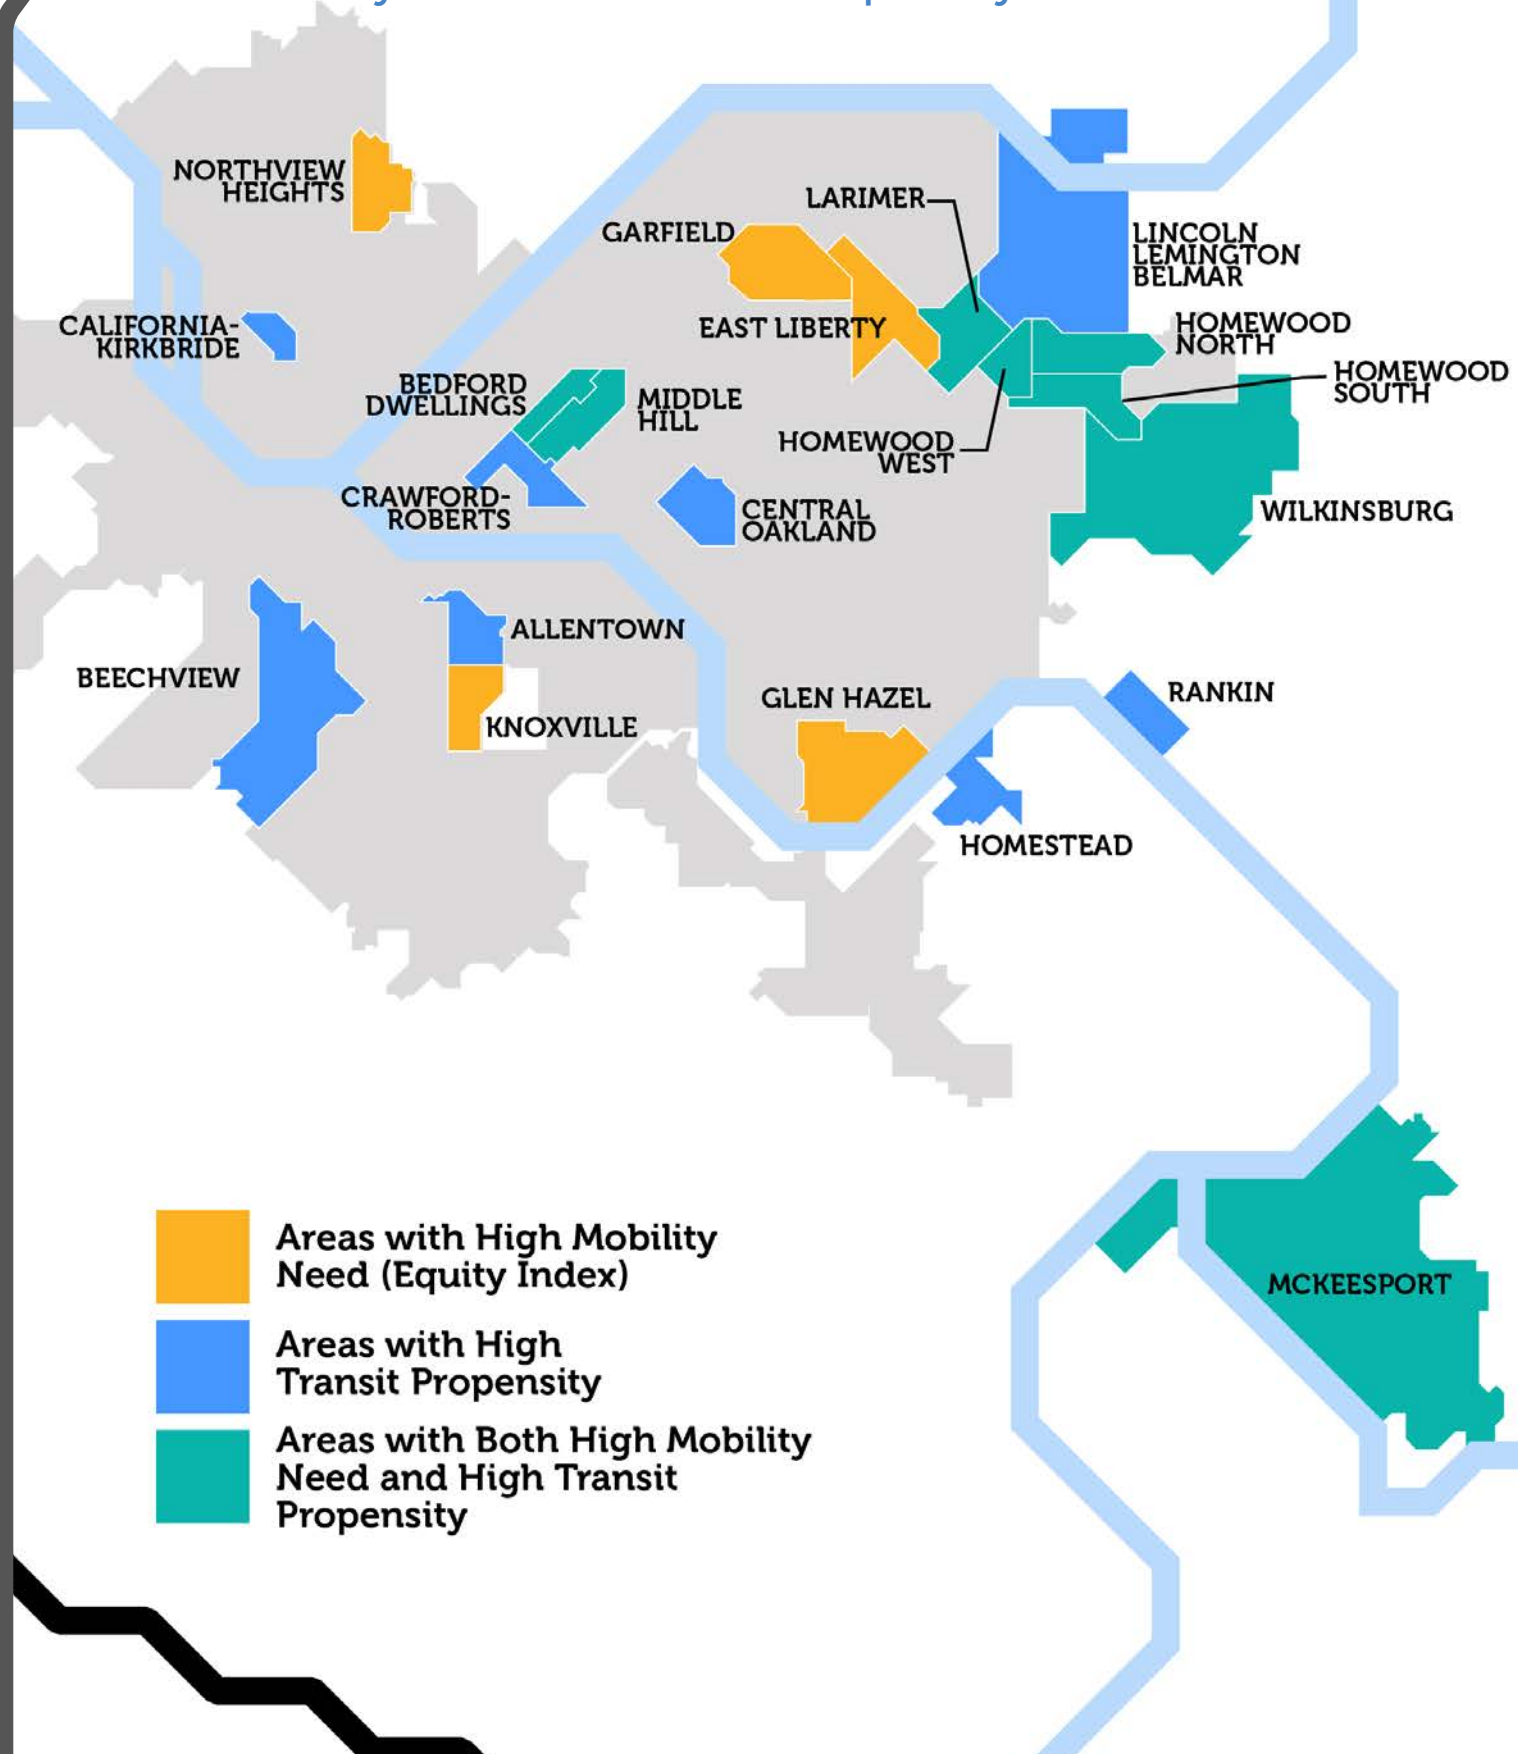 NORTHVIEW
HEIGHTS
LARIMER
GARFIELD
LINCOLN
LEMINGTON
BELMAR
EAST LIBERTY
CALIFORNIA-
KIRKBRIDE
HOMEWOOD
NORTH
HOMEWOOD
SOUTH
BEDFORD
DWELLINGS
MIDDLE
HILL
HOMEWOOD
WEST
CRAWFORD-
ROBERTS
CENTRAL
OAKLAND
WILKINSBURG
ALLENTOWN
BEECHVIEW
RANKIN
GLEN HAZEL
KNOXVILLE
HOMESTEAD
MCKEESPORT
Areas with High Mobility
Need (Equity Index)
Areas with High
Transit Propensity
Areas with Both High Mobility
Need and High Transit
Propensity